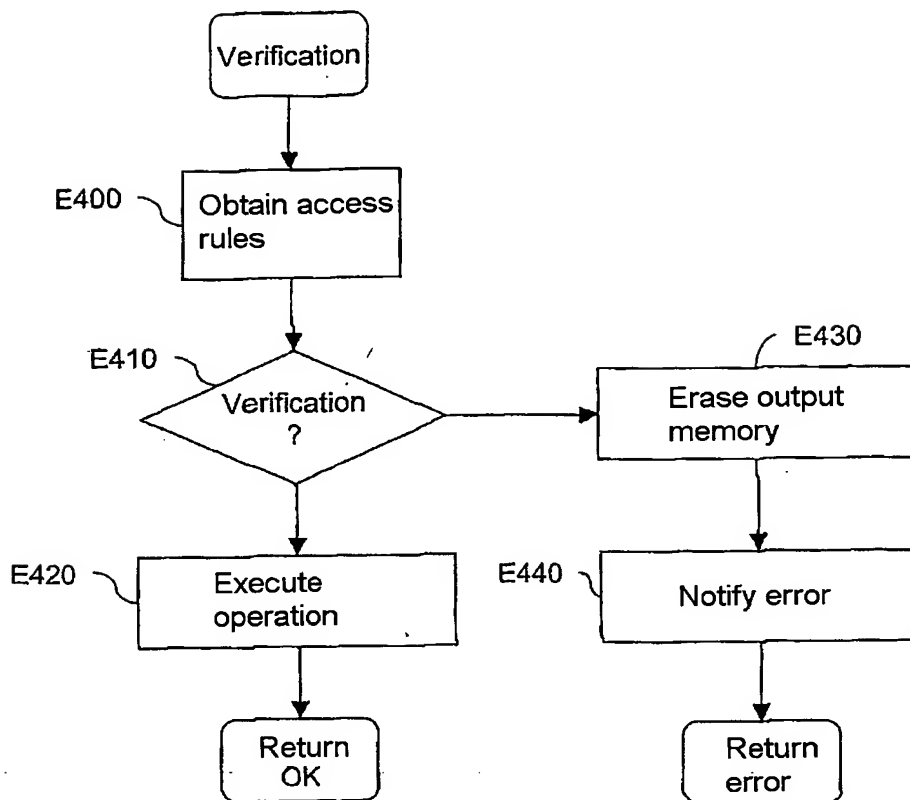 Verification
E400
Obtain access
rules
E410
Verification
?
E430
Erase output
memory
E420
Execute
operation
E440
Notify error
Return
OK
Return
error